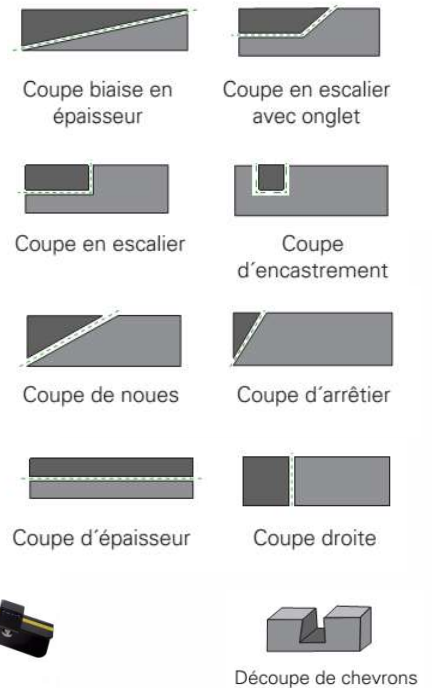 Coupe biaise en
épaisseur
Coupe en escalier
avec onglet
Coupe en escalier
Coupe
d´encastrement
Coupe de noues
Coupe d´arrêtier
Coupe d´épaisseur
Coupe droite
Découpe de chevrons